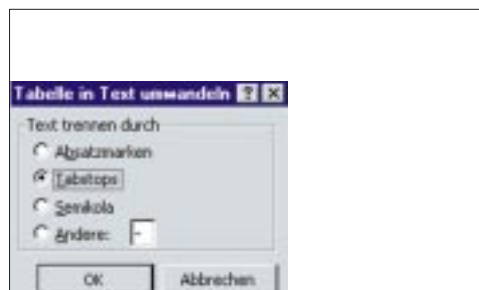 Tabelle in Text umwandeln
Text trennen durch
Absatzmarken
Tabstops
Semikola
Andere: -
OK Abbrechen